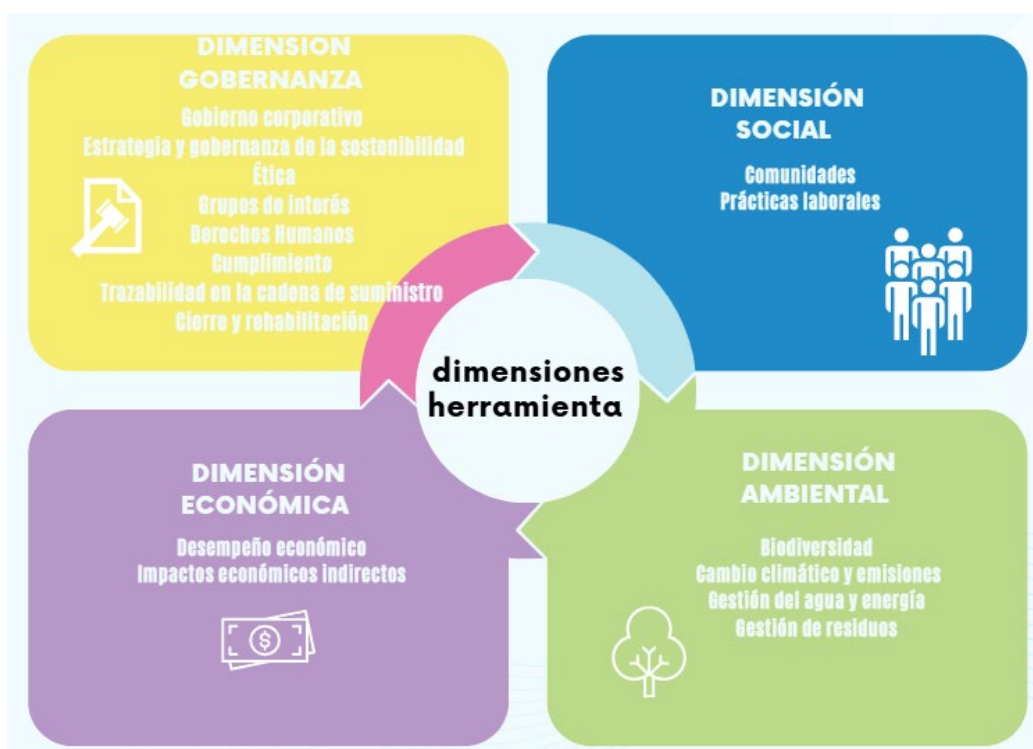 DIMENSIÓN
GOBERNANZA
Gobierno corporativo
Estrategia y gobernanza de la sostenibilidad
Ética
Grupos de interés
Derechos Humanos
Cumplimiento
Trazabilidad en la cadena de suministro
Cierre y rehabilitación
DIMENSIÓN
SOCIAL
Comunidades
Prácticas laborales
dimensiones
herramienta
DIMENSIÓN
ECONÓMICA
Desempeño económico
Impactos económicos indirectos
$
DIMENSIÓN
AMBIENTAL
Biodiversidad
Cambio climático y emisiones
Gestión del agua y energía
Gestión de residuos